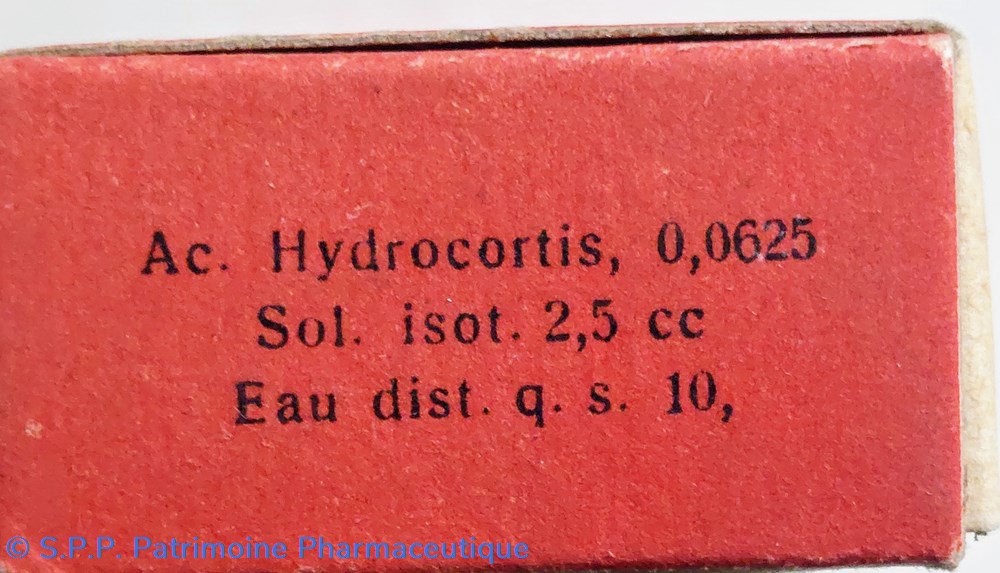 Ac. Hydrocortis, 0,0625
Sol. isot. 2,5 cc
Eau dist. q. s. 10,
© S.P.P. Patrimoine Pharmaceutique